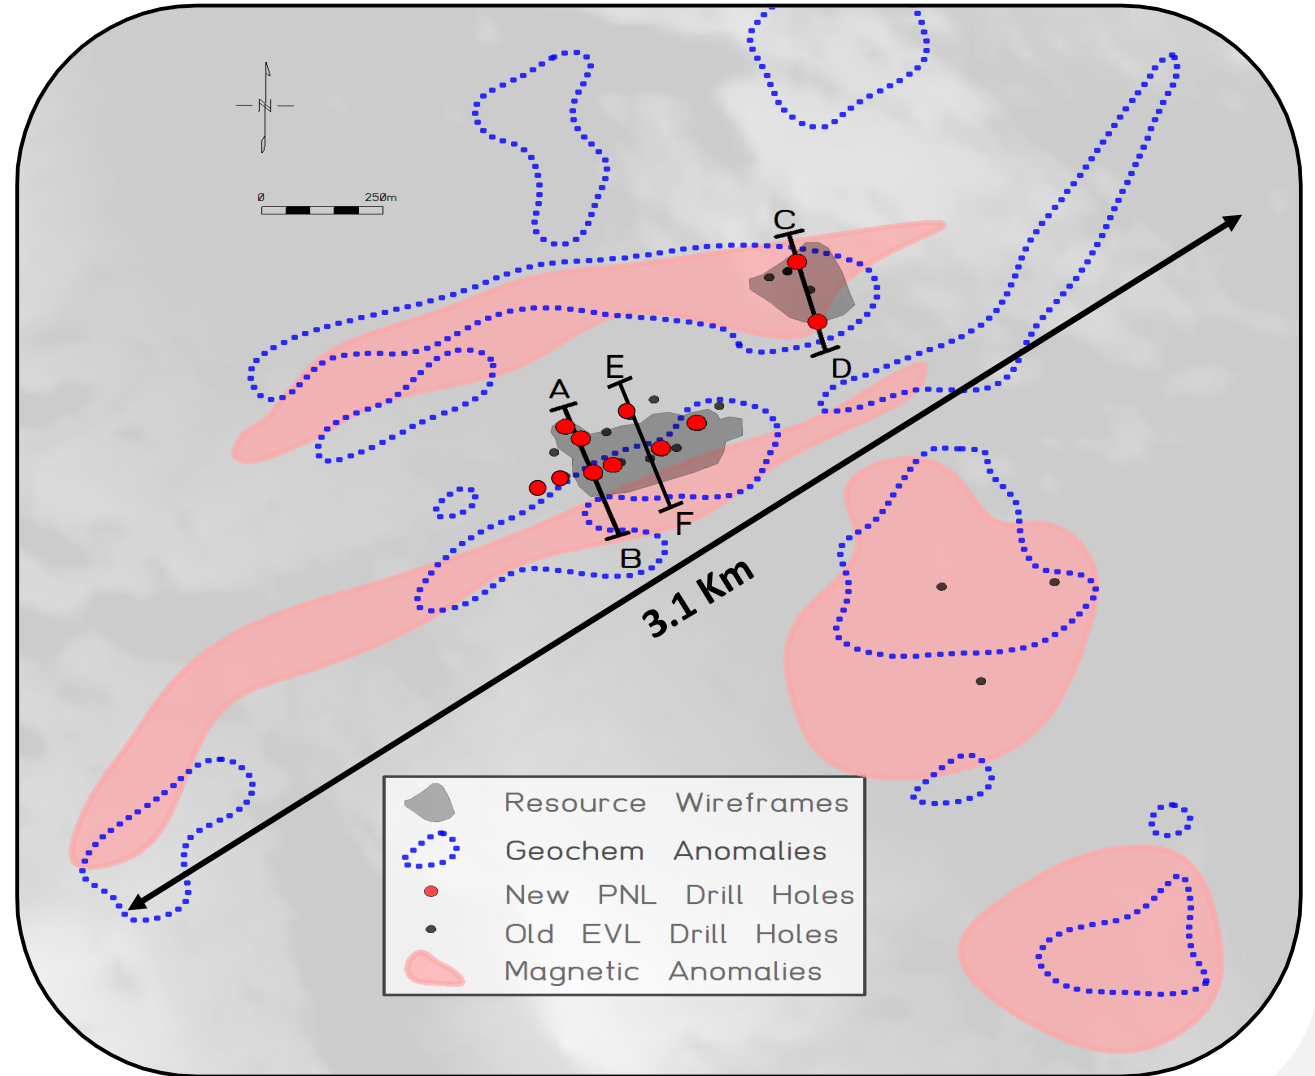 N
0 250m
C
D
E
A
F
B
3.1 Km
Resource Wireframes
Geochem Anomalies
New PNL Drill Holes
Old EVL Drill Holes
Magnetic Anomalies